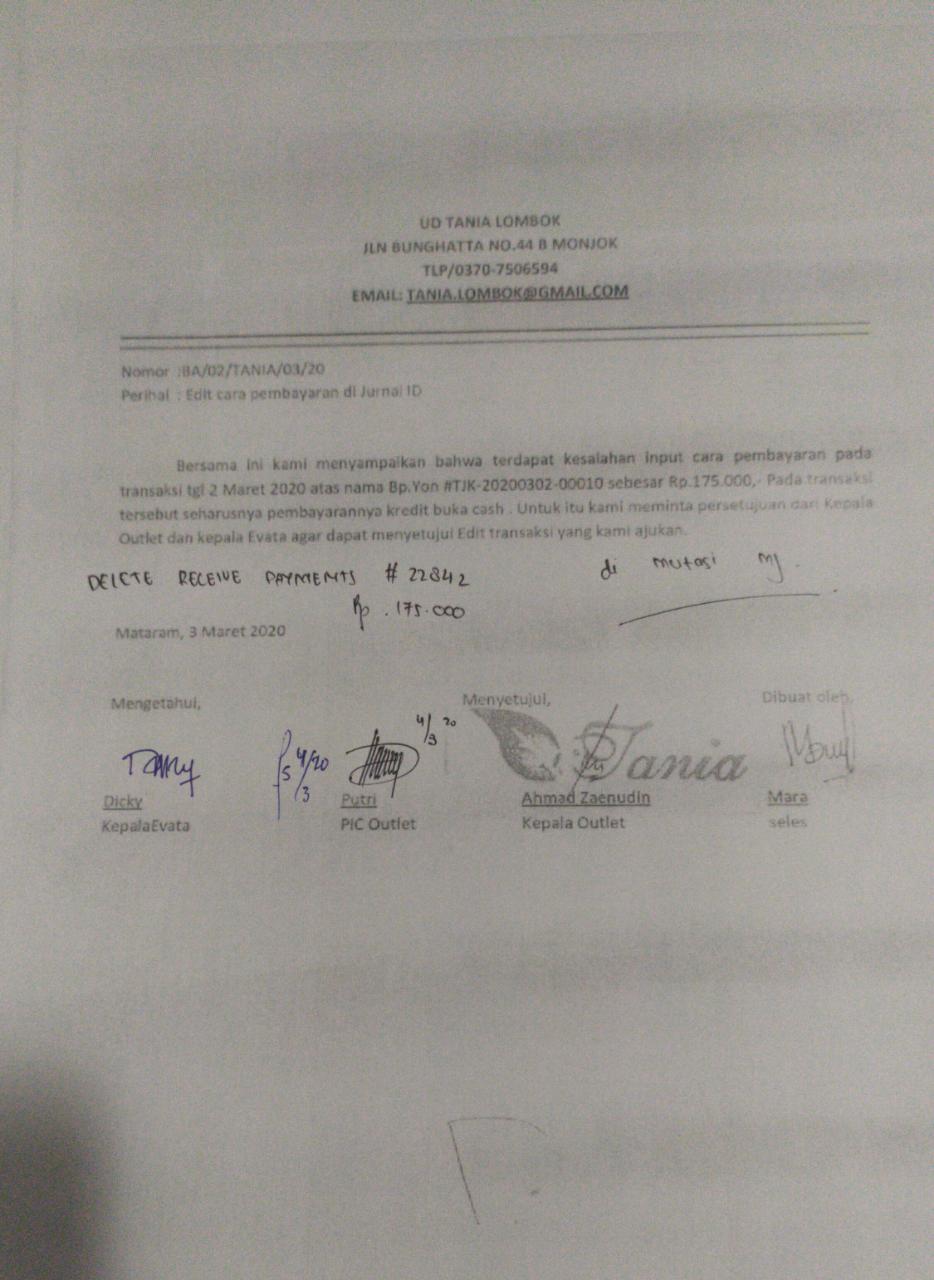 UD TANIA LOMBOK
JLN BUNGHATTA NO.44 B MONJOK
TLP/0370-7506594
EMAIL: TANIA.LOMBOK@GMAIL.COM
Nomor :BA/02/TANIA/03/20
Perihal : Edit cara pembayaran di Jurnal ID
Bersama ini kami menyampaikan bahwa terdapat kesalahan input cara pembayaran pada
transaksi tgl 2 Maret 2020 atas nama Bp.Yon #TJK-20200302-00010 sebesar Rp.175.000,- Pada transaksi
tersebut seharusnya pembayarannya kredit buka cash . Untuk itu kami meminta persetujuan dari Kepala
Outlet dan kepala Evata agar dapat menyetujui Edit transaksi yang kami ajukan.
DELETE RECEIVE PAYMENTS # 22842 di mutasi
Rp .175.000
Mataram, 3 Maret 2020
Mengetahui, Menyetujui, Dibuat oleh,
4/3 20
4/3/20 Tania
Dicky Putri Ahmad Zaenudin Mara
KepalaEvata PIC Outlet Kepala Outlet seles